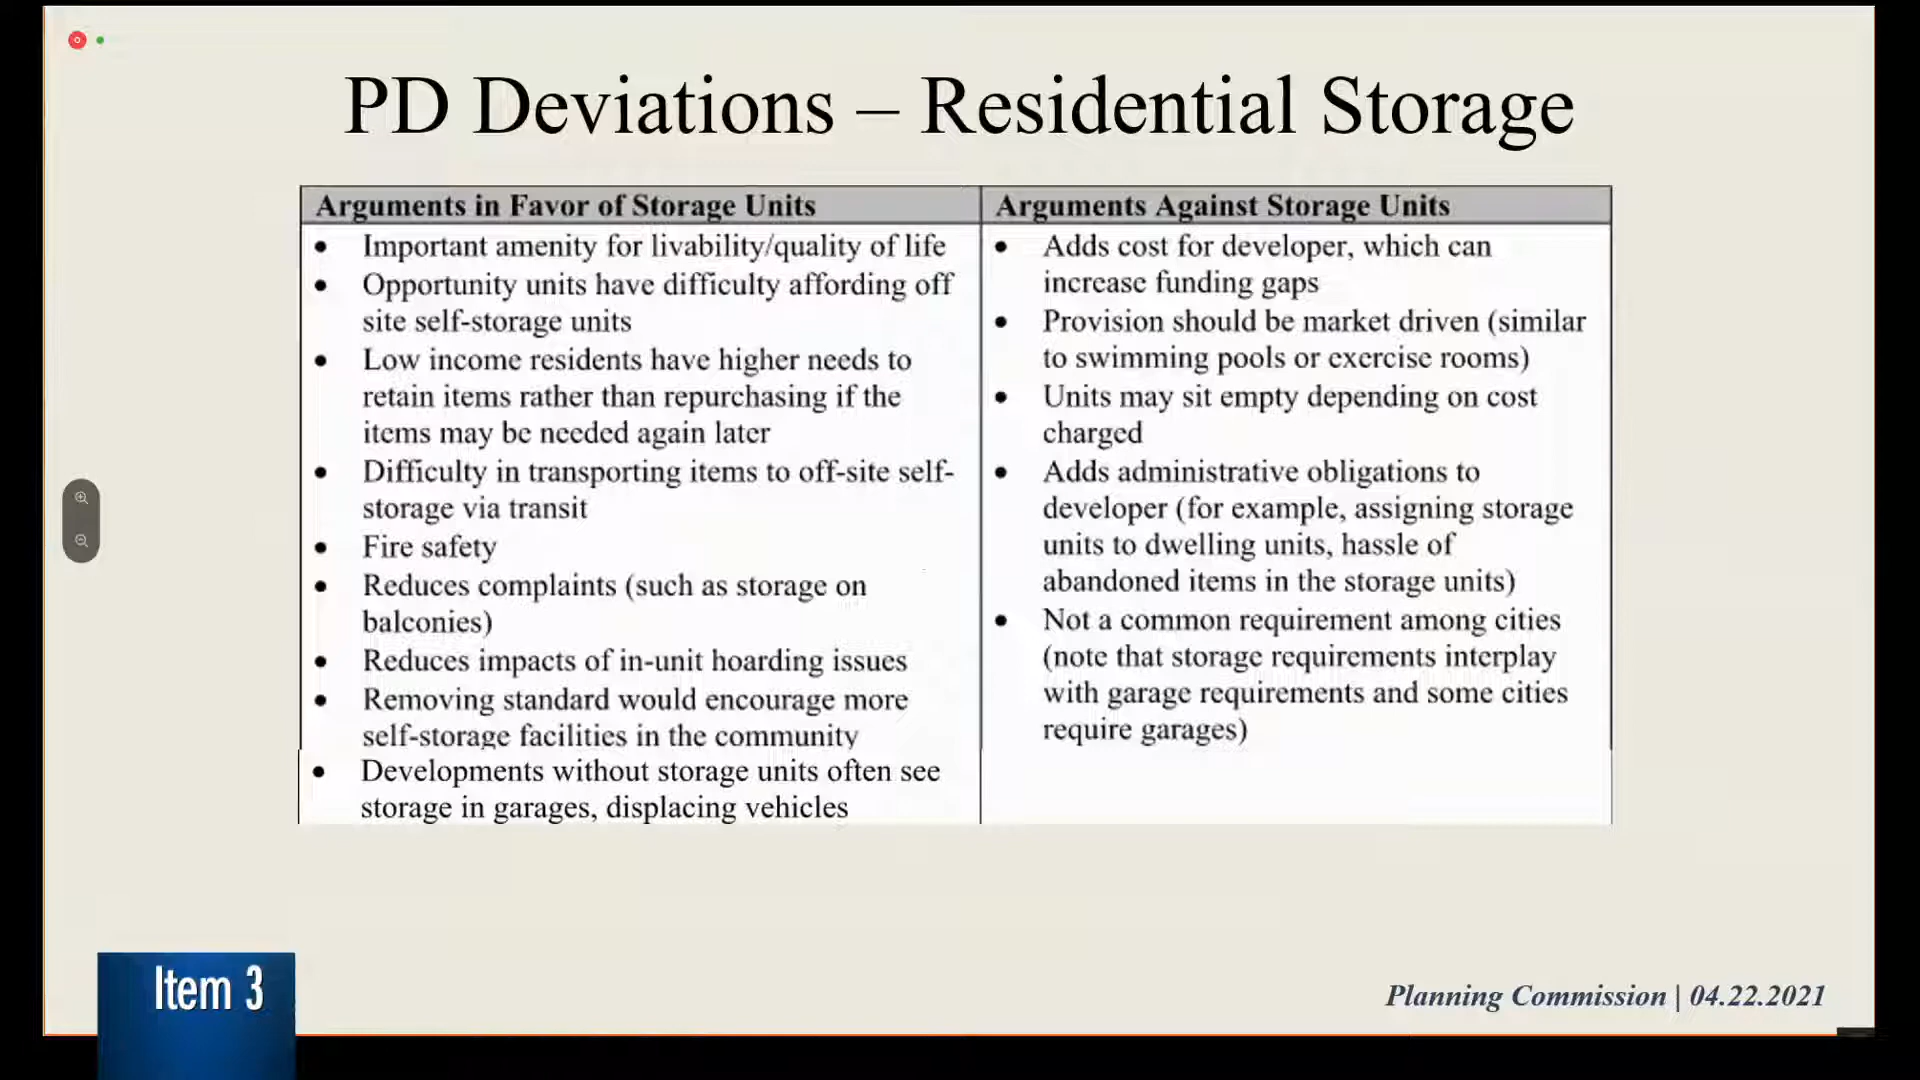 PD Deviations – Residential Storage
Arguments in Favor of Storage Units
• Important amenity for livability/quality of life
• Opportunity units have difficulty affording off
site self-storage units
• Low income residents have higher needs to
retain items rather than repurchasing if the
items may be needed again later
• Difficulty in transporting items to off-site self-
storage via transit
• Fire safety
• Reduces complaints (such as storage on
balconies)
• Reduces impacts of in-unit hoarding issues
• Removing standard would encourage more
self-storage facilities in the community
• Developments without storage units often see
storage in garages, displacing vehicles
Arguments Against Storage Units
• Adds cost for developer, which can
increase funding gaps
• Provision should be market driven (similar
to swimming pools or exercise rooms)
• Units may sit empty depending on cost
charged
• Adds administrative obligations to
developer (for example, assigning storage
units to dwelling units, hassle of
abandoned items in the storage units)
• Not a common requirement among cities
(note that storage requirements interplay
with garage requirements and some cities
require garages)
Item 3
Planning Commission | 04.22.2021